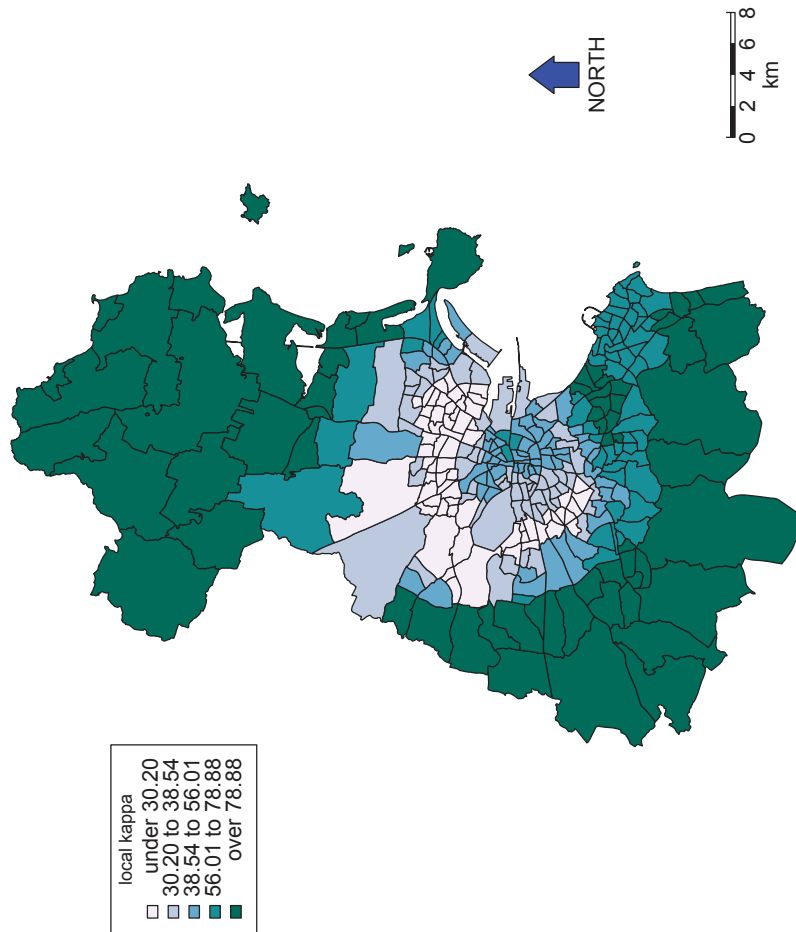 local kappa
under 30.20
30.20 to 38.54
38.54 to 56.01
56.01 to 78.88
over 78.88
NORTH
0 2 4 8
km